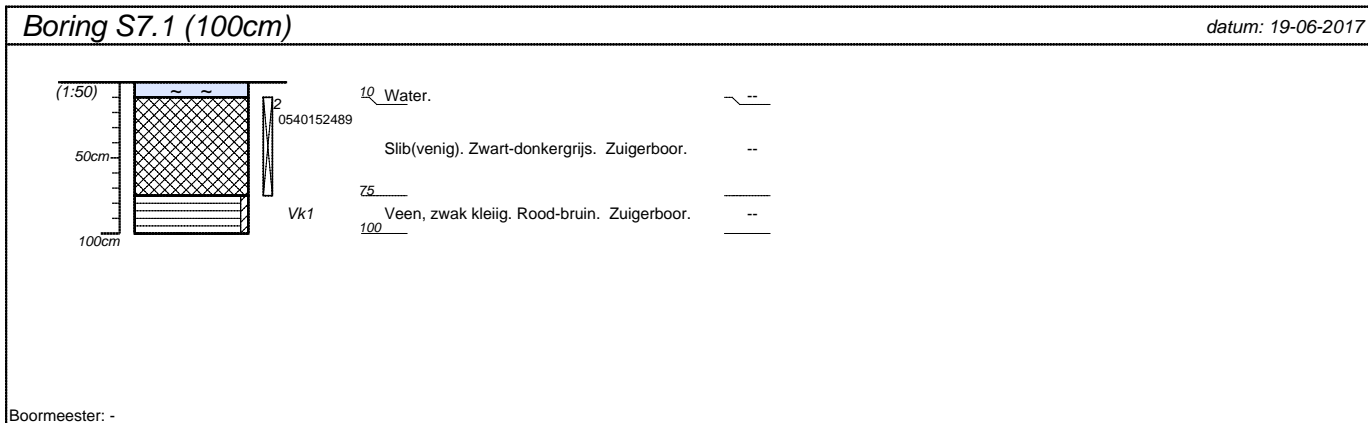 Boring S7.1 (100cm)
datum: 19-06-2017
(1:50)
~ ~
10 Water. --
2
0540152489
50cm
Slib(venig). Zwart-donkergrijs. Zuigerboor. --
75
Vk1
Veen, zwak kleiig. Rood-bruin. Zuigerboor. --
100
100cm
Boormeester: -